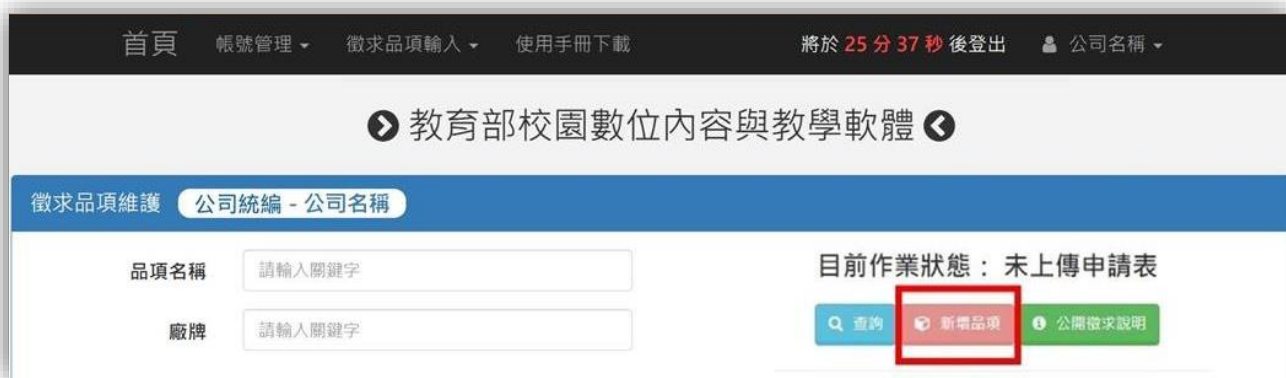 首頁 帳號管理 徵求品項輸入 使用手冊下載 將於 25 分 37 秒 後登出 公司名稱
教育部校園數位內容與教學軟體
徵求品項維護 公司統編 - 公司名稱
品項名稱 請輸入關鍵字
目前作業狀態： 未上傳申請表
廠牌 請輸入關鍵字
查詢 新增品項 公開徵求說明